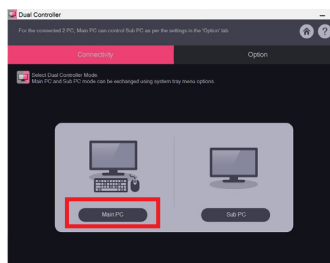 Dual Controller
For the connected 2 PC, Main PC can control Sub PC as per the settings in the 'Option' tab.
?
Connectivity
Option
Select Dual Controller Mode.
Main PC and Sub PC mode can be exchanged using system tray menu options.
Main PC
Sub PC